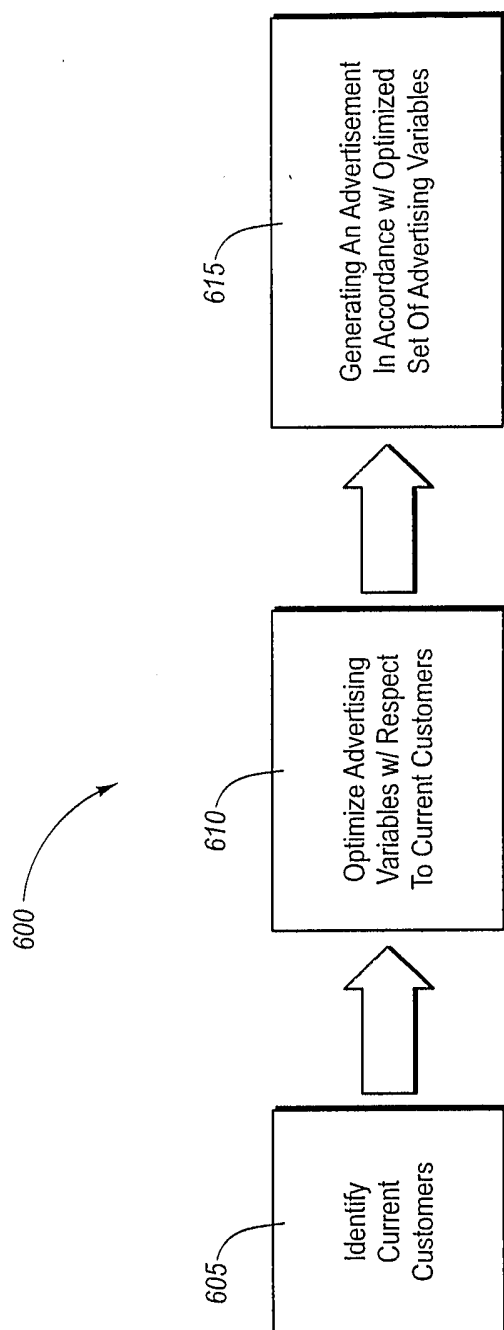 600
605
Identify
Current
Customers
610
Optimize Advertising
Variables w/ Respect
To Current Customers
615
Generating An Advertisement
In Accordance w/ Optimized
Set Of Advertising Variables